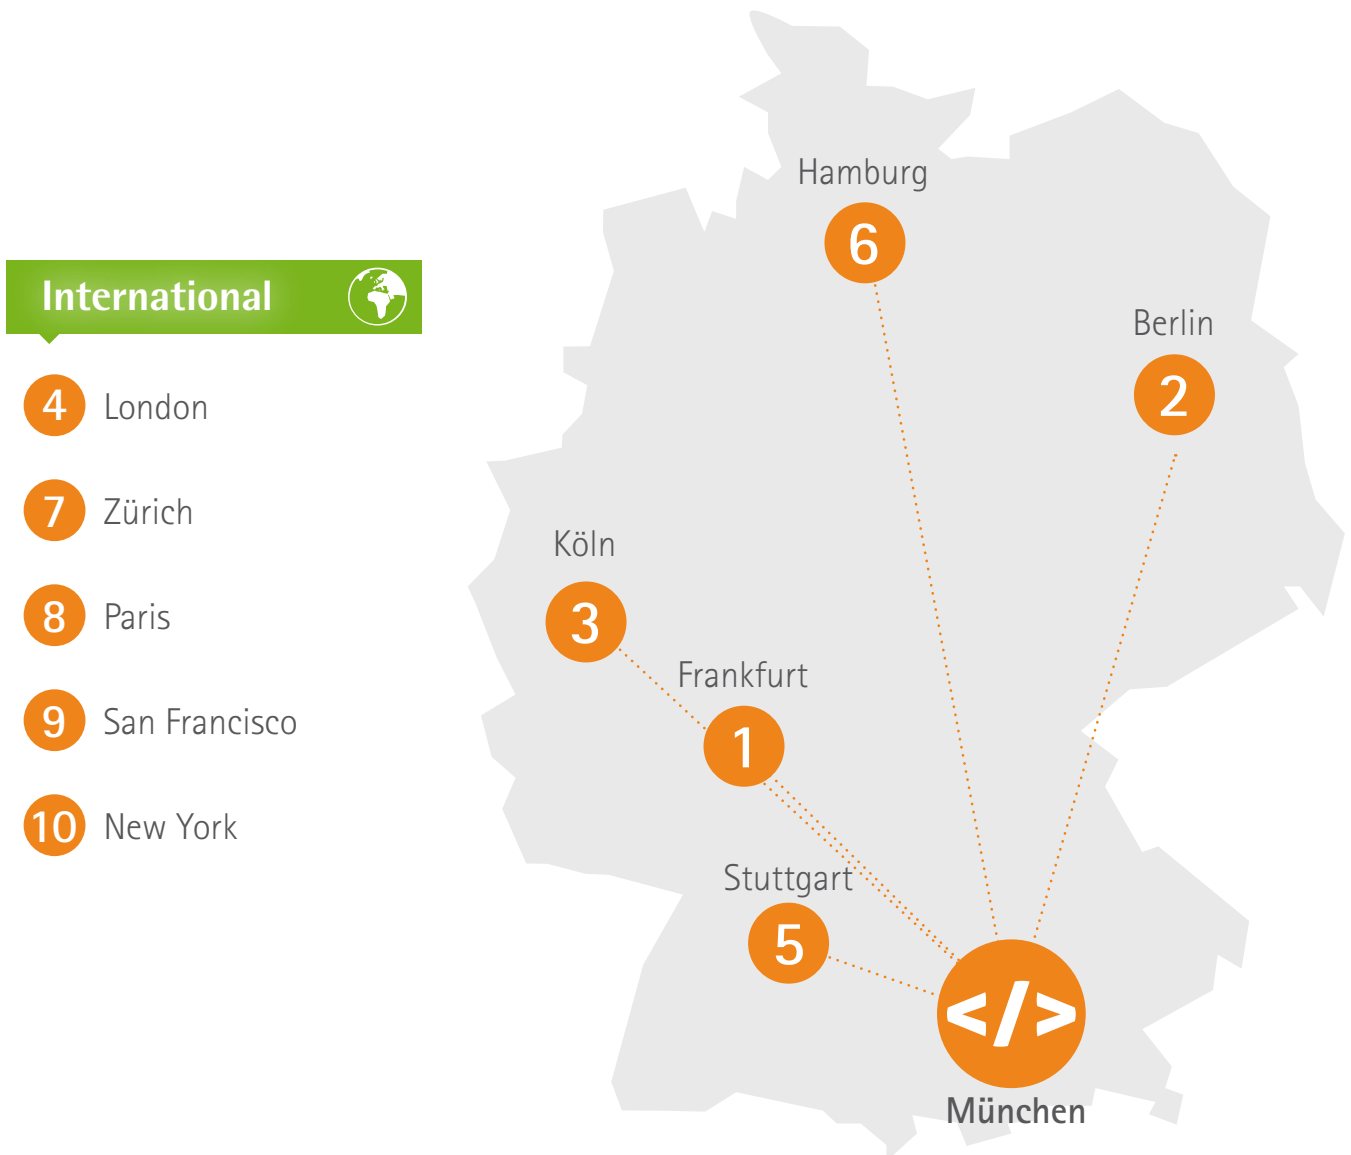 International
4 London
7 Zürich
8 Paris
9 San Francisco
10 New York
Hamburg
6
Berlin
2
Köln
3
Frankfurt
1
Stuttgart
5
</>
München